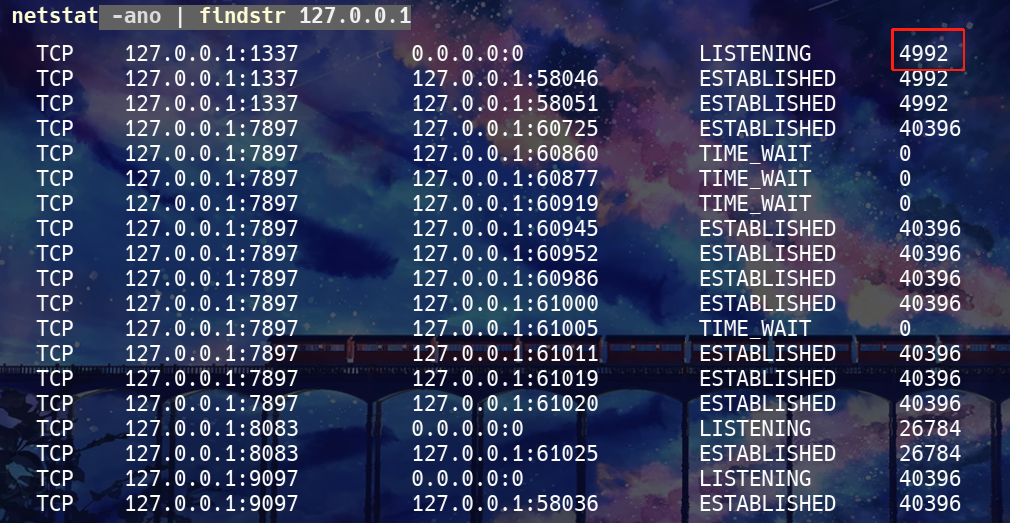 netstat -ano | flndstr 127.0.0.1
TCP 127.0.0.1:1337 0.0.0.0:0 LISTENING 4992
TCP 127.0.0.1:1337 127.0.0.1:58046 ESTABLISHED 4992
TCP 127.0.0.1:1337 127.0.0.1:58051 ESTABLISHED 4992
TCP 127.0.0.1:7897 127.0.0.1:60725 ESTABLISHED 40396
TCP 127.0.0.1:7897 127.0.0.1:60860 TIME_WAIT 0
TCP 127.0.0.1:7897 127.0.0.1:60877 TIME_WAIT 0
TCP 127.0.0.1:7897 127.0.0.1:60919 TIME_WAIT 0
TCP 127.0.0.1:7897 127.0.0.1:60945 ESTABLISHED 40396
TCP 127.0.0.1:7897 127.0.0.1:60952 ESTABLISHED 40396
TCP 127.0.0.1:7897 127.0.0.1:60986 ESTABLISHED 40396
TCP 127.0.0.1:7897 127.0.0.1:61000 ESTABLISHED 40396
TCP 127.0.0.1:7897 127.0.0.1:61005 TIME_WAIT 0
TCP 127.0.0.1:7897 127.0.0.1:61011 ESTABLISHED 40396
TCP 127.0.0.1:7897 127.0.0.1:61019 ESTABLISHED 40396
TCP 127.0.0.1:7897 127.0.0.1:61020 ESTABLISHED 40396
TCP 127.0.0.1:8083 0.0.0.0:0 LISTENING 26784
TCP 127.0.0.1:8083 127.0.0.1:61025 ESTABLISHED 26784
TCP 127.0.0.1:9097 0.0.0.0:0 LISTENING 40396
TCP 127.0.0.1:9097 127.0.0.1:58036 ESTABLISHED 40396